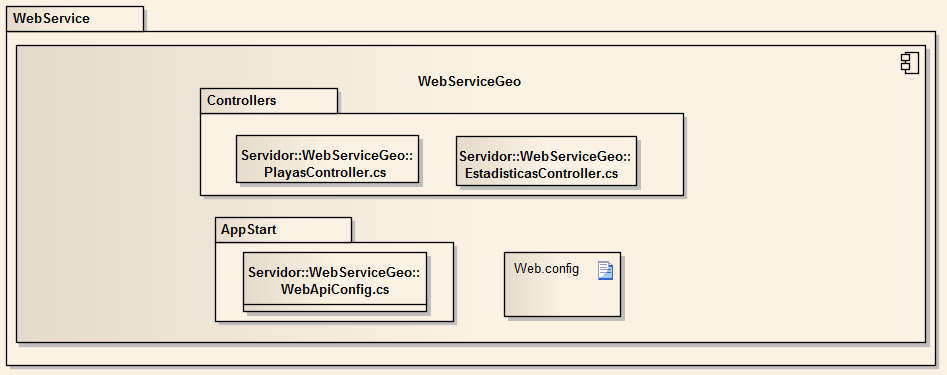 WebService
WebServiceGeo
Controllers
Servidor::WebServiceGeo::
PlayasController.cs
Servidor::WebServiceGeo::
EstadisticasController.cs
AppStart
Servidor::WebServiceGeo::
WebApiConfig.cs
Web.config